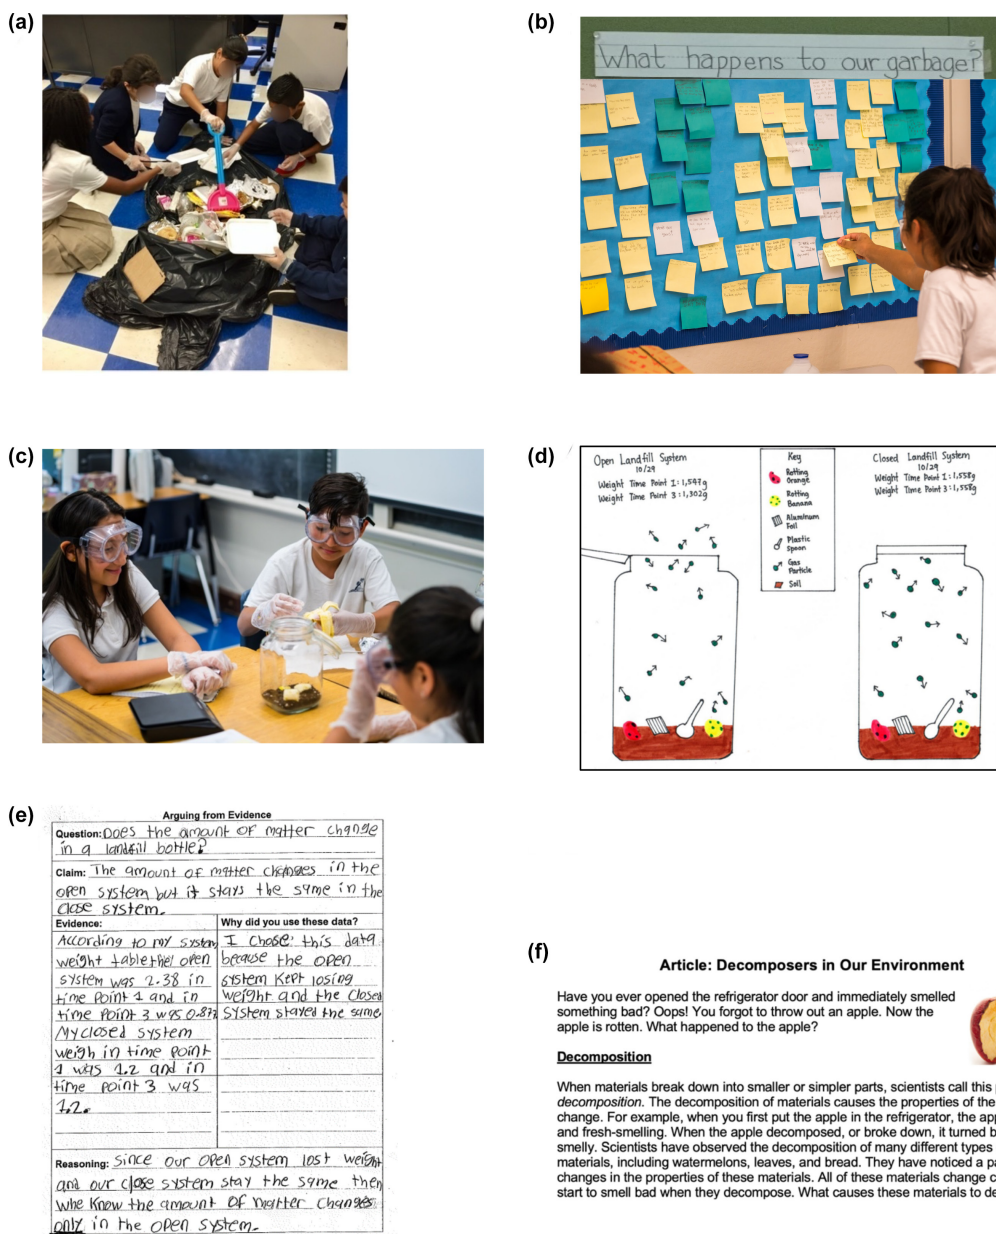 (a)
(b)
What happens to our garbage?
(c)
(d)
Open Landfill System
10/29
Weight Time Point 1:1,547g
Weight Time Point 3:1,302g
Key
Rotting
Orange
Rotting
Banana
Aluminum
Foil
Plastic
Spoon
Gas
Particle
Soil
Closed Landfill System
10/29
Weight Time Point 1:1,558g
Weight Time Point 3:1,558g
(e)
Arguing from Evidence
Question: Does the amount of matter change
in a landfill bottle?
Claim: The amount of matter changes in the
open system but it stays the same in the
close system.
Evidence:
According to my system
weight table the open
system was 2.38 in
time point 1 and in
time point 3 was 0.877
My closed system
weigh in time point
1 was 1.2 and in
time point 3 was
1.2.
Why did you use these data?
I chose this data
because the open
system kept losing
weight and the closed
system stayed the same
Reasoning: Since our open system lost weight
and our close system stay the same then
whe know the amount of matter changes
only in the open system.
(f)
Article: Decomposers in Our Environment
Have you ever opened the refrigerator door and immediately smelled
something bad? Oops! You forgot to throw out an apple. Now the
apple is rotten. What happened to the apple?
Decomposition
When materials break down into smaller or simpler parts, scientists call this
decomposition. The decomposition of materials causes the properties of the
change. For example, when you first put the apple in the refrigerator, the app
and fresh-smelling. When the apple decomposed, or broke down, it turned b
smelly. Scientists have observed the decomposition of many different types
materials, including watermelons, leaves, and bread. They have noticed a pa
changes in the properties of these materials. All of these materials change c
start to smell bad when they decompose. What causes these materials to de